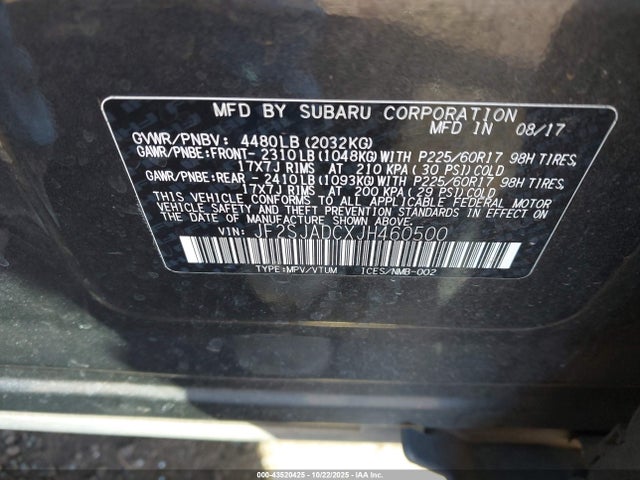 MFD BY SUBARU CORPORATION
MFD IN 08/17
GVWR/PNBV: 4480LB (2032KG)
GAWR/PNBE:FRONT- 2310LB(1048KG)WITH P225/60R17 98H TIRES,
17X7J RIMS AT 210 KPA( 30 PSI)COLD
GAWR/PNBE:REAR - 2410LB(1093KG)WITH P225/60R17 98H TIRES,
17X7J RIMS AT 200 KPA( 29 PSI)COLD
THIS VEHICLE CONFORMS TO ALL APPLICABLE FEDERAL MOTOR
VEHICLE SAFETY AND THEFT PREVENTION STANDARDS IN EFFECT ON
THE DATE OF MANUFACTURE SHOWN ABOVE.
VIN: JF2SJADCXJH460500
TYPE:MPV/VTUM ICES/NMB-002
000-43520425 - 10/22/2025 - IAAI.COM